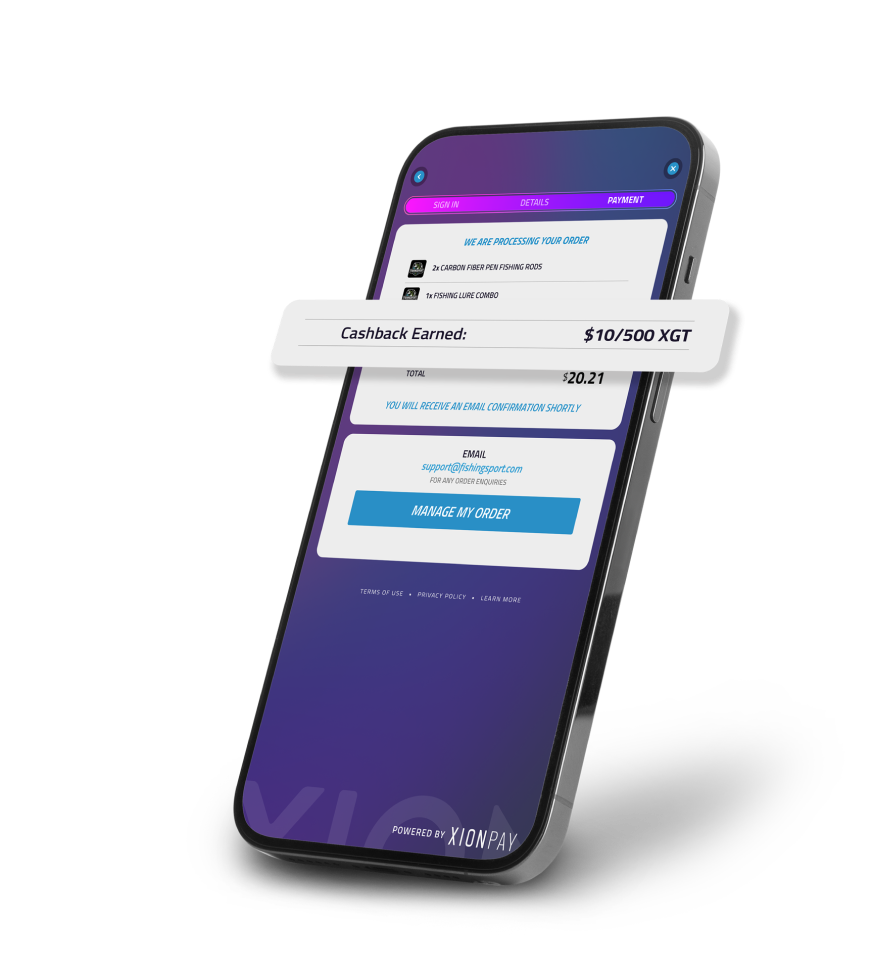 SIGN IN DETAILS PAYMENT
WE ARE PROCESSING YOUR ORDER
2x CARBON FIBER PEN FISHING RODS
1x FISHING LURE COMBO
Cashback Earned: $10/500 XGT
TOTAL $20.21
YOU WILL RECEIVE AN EMAIL CONFIRMATION SHORTLY
EMAIL
support@fishingsport.com
FOR ANY ORDER ENQUIRIES
MANAGE MY ORDER
TERMS OF USE • PRIVACY POLICY • LEARN MORE
XION
POWERED BY XIONPAY